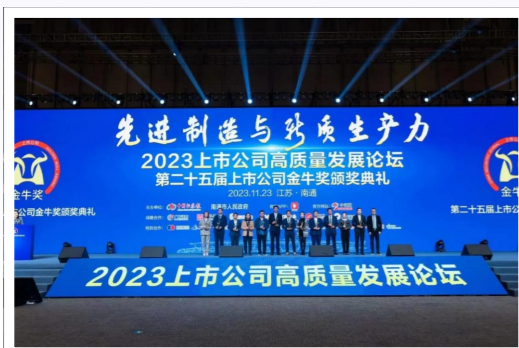 先进制造与新质生产力
2023上市公司高质量发展论坛
第二十五届上市公司金牛奖颁奖典礼
2023.11.23 江苏·南通
金牛奖
公司金牛奖颁奖典礼
南通市人民政府
金牛奖
第二十五届上市公
2023上市公司高质量发展论坛